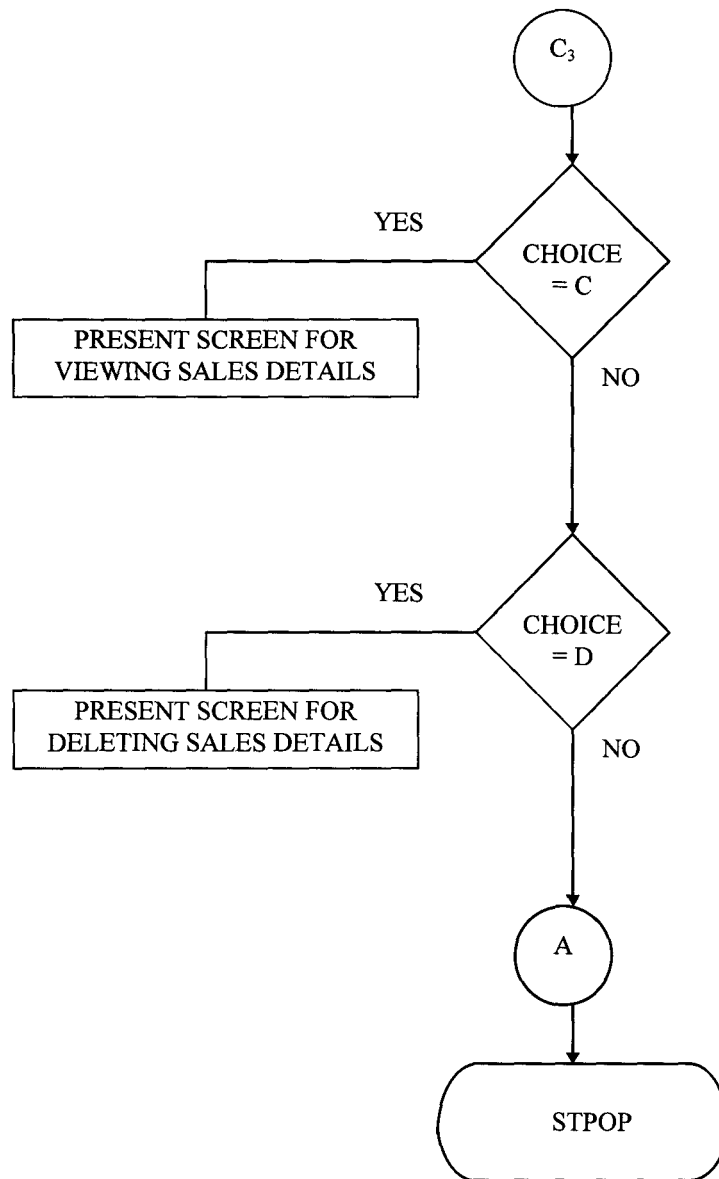 C₃
YES
CHOICE
= C
PRESENT SCREEN FOR
VIEWING SALES DETAILS
NO
YES
CHOICE
= D
PRESENT SCREEN FOR
DELETING SALES DETAILS
NO
A
STPOP